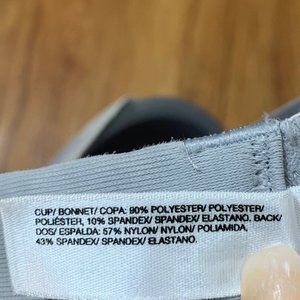 CUP/ BONNET/ COPA: 90% POLYESTER/ POLYESTER/
POLIÉSTER, 10% SPANDEX/ SPANDEX/ ELASTANO. BACK/
DOS/ ESPALDA: 57% NYLON/ NYLON/ POLIAMIDA,
43% SPANDEX/ SPANDEX/ ELASTANO.